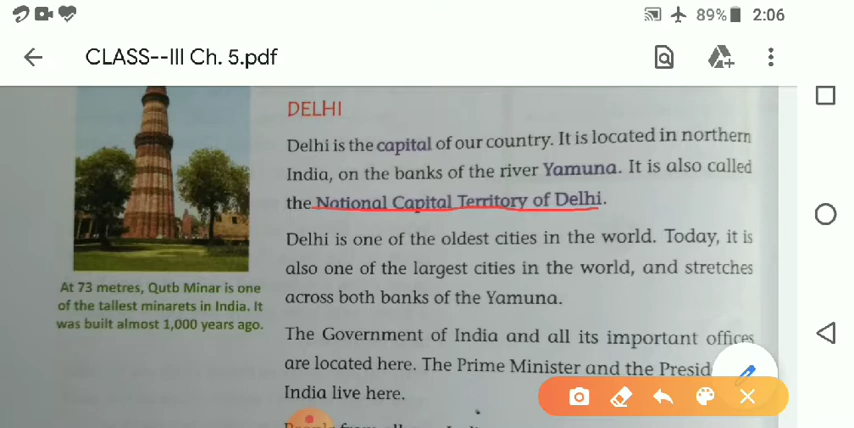 89% 2:06
CLASS--III Ch. 5.pdf
DELHI
Delhi is the capital of our country. It is located in northern
India, on the banks of the river Yamuna. It is also called
the National Capital Territory of Delhi.
Delhi is one of the oldest cities in the world. Today, it is
also one of the largest cities in the world, and stretches
across both banks of the Yamuna.
The Government of India and all its important offices
are located here. The Prime Minister and the
India live here.
At 73 metres, Qutb Minar is one
of the tallest minarets in India. It
was built almost 1,000 years ago.